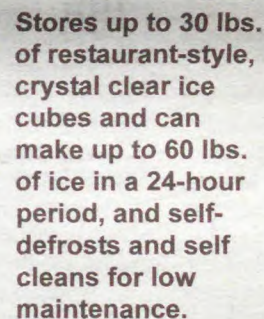 Stores up to 30 lbs.
of restaurant-style,
crystal clear ice
cubes and can
make up to 60 lbs.
of ice in a 24-hour
period, and self-
defrosts and self
cleans for low
maintenance.